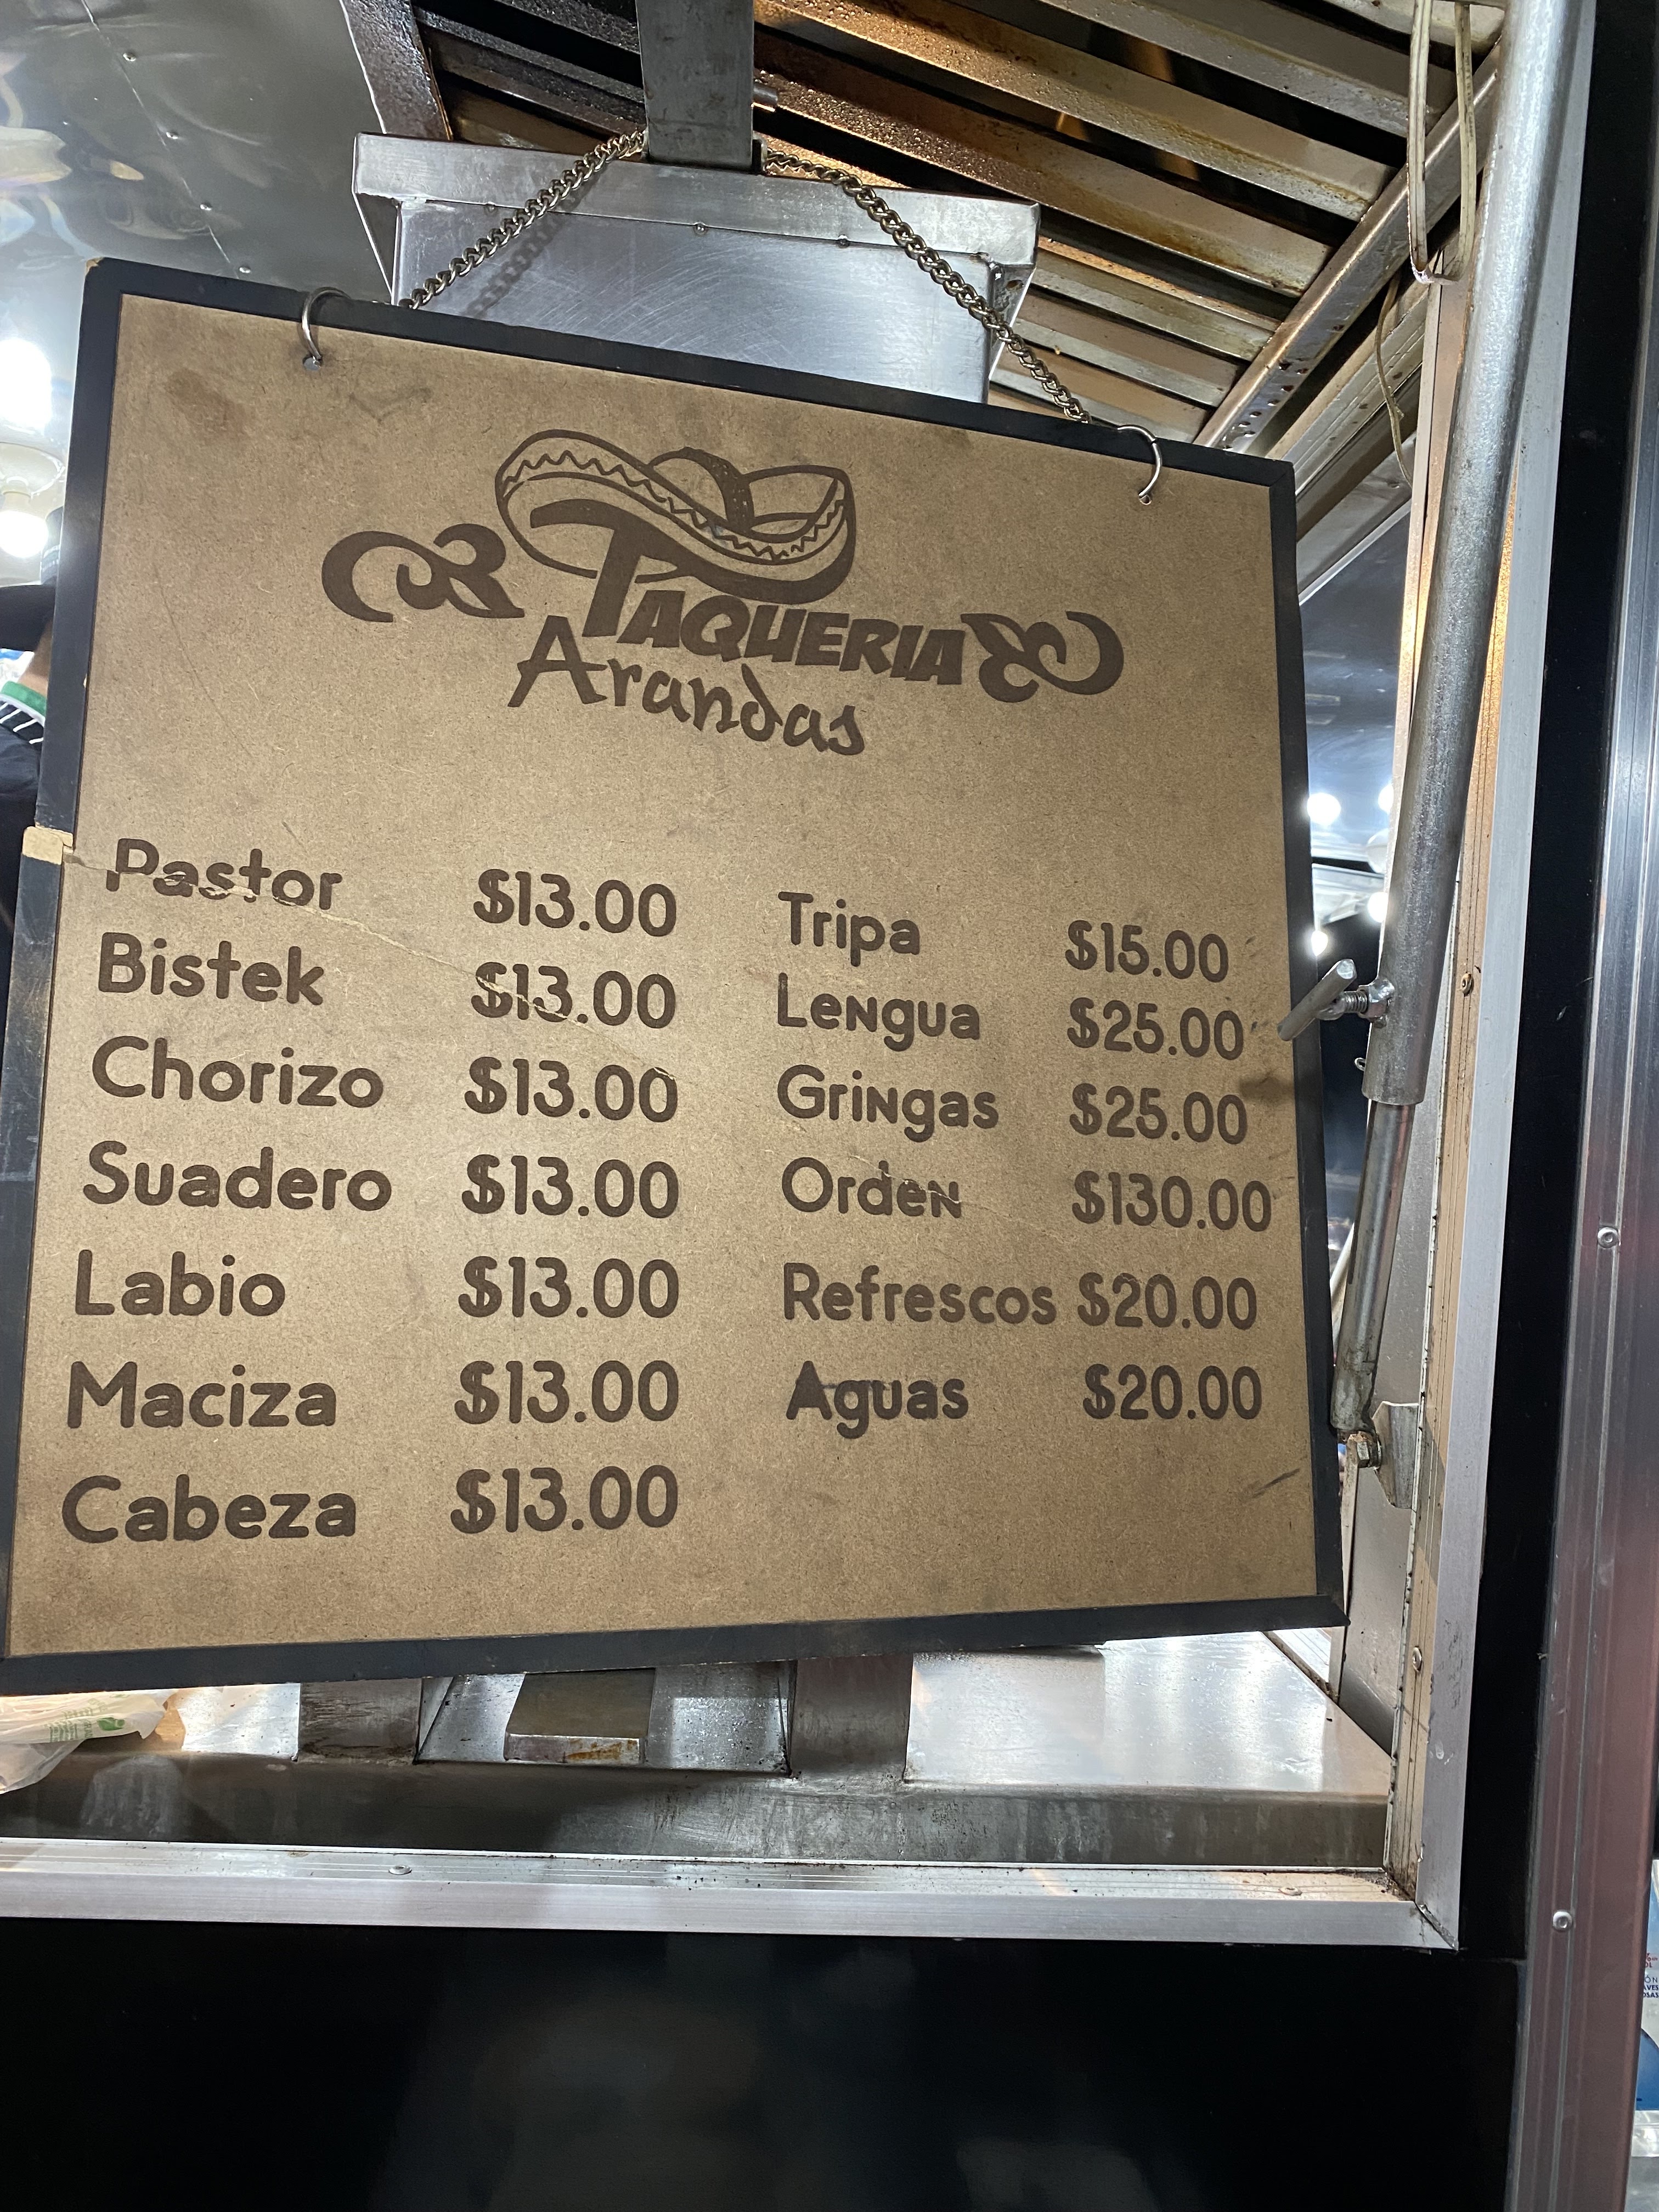 TAQUERIA
Arandas
Pastor $13.00
Bistek $13.00
Chorizo $13.00
Suadero $13.00
Labio $13.00
Maciza $13.00
Cabeza $13.00
Tripa $15.00
Lengua $25.00
Gringas $25.00
Orden $130.00
Refrescos $20.00
Aguas $20.00